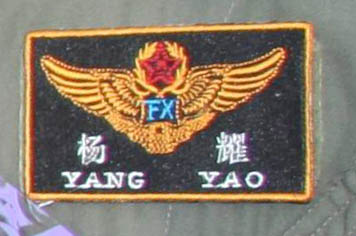 FX
杨 耀
YANG YAO